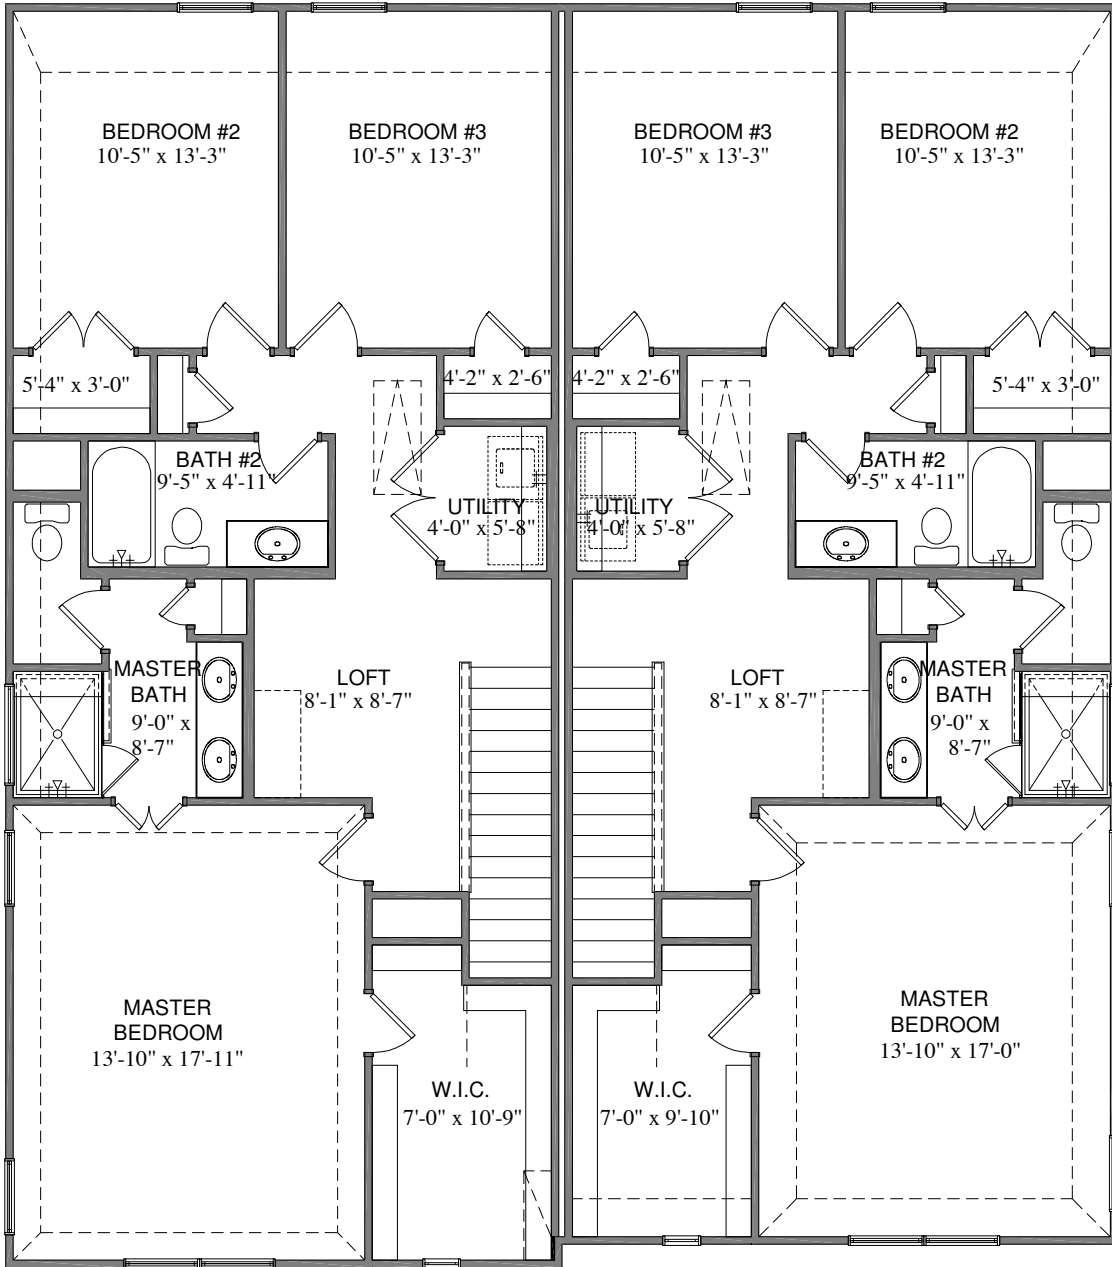 BEDROOM #2
10'-5" x 13'-3"
BEDROOM #3
10'-5" x 13'-3"
BEDROOM #3
10'-5" x 13'-3"
BEDROOM #2
10'-5" x 13'-3"
5'-4" x 3'-0"
4'-2" x 2'-6"
4'-2" x 2'-6"
5'-4" x 3'-0"
BATH #2
9'-5" x 4'-11"
UTILITY
4'-0" x 5'-8"
UTILITY
4'-0" x 5'-8"
BATH #2
9'-5" x 4'-11"
MASTER
BATH
9'-0" x
8'-7"
LOFT
8'-1" x 8'-7"
LOFT
8'-1" x 8'-7"
MASTER
BATH
9'-0" x
8'-7"
MASTER
BEDROOM
13'-10" x 17'-11"
W.I.C.
7'-0" x 10'-9"
W.I.C.
7'-0" x 9'-10"
MASTER
BEDROOM
13'-10" x 17'-0"